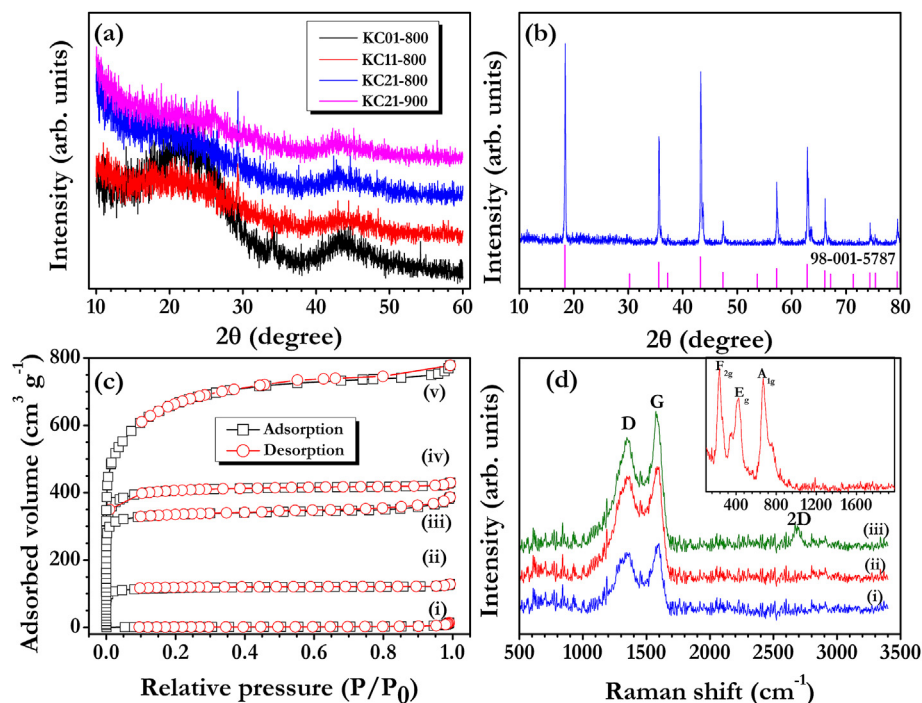 (a)
KC01-800
KC11-800
KC21-800
KC21-900
Intensity (arb. units)
10 20 30 40 50 60
2θ (degree)
(b)
Intensity (arb. units)
98-001-5787
10 20 30 40 50 60 70 80
2θ (degree)
(c)
Adsorbed volume (cm³ g⁻¹)
800
600
400
200
0
Adsorption
Desorption
(v)
(iv)
(iii)
(ii)
(i)
0.0 0.2 0.4 0.6 0.8 1.0
Relative pressure (P/P₀)
(d)
Intensity (arb. units)
D
G
2D
(iii)
(ii)
(i)
F₂g
Eg
A₁g
400 800 1200 1600
500 1000 1500 2000 2500 3000 3500
Raman shift (cm⁻¹)